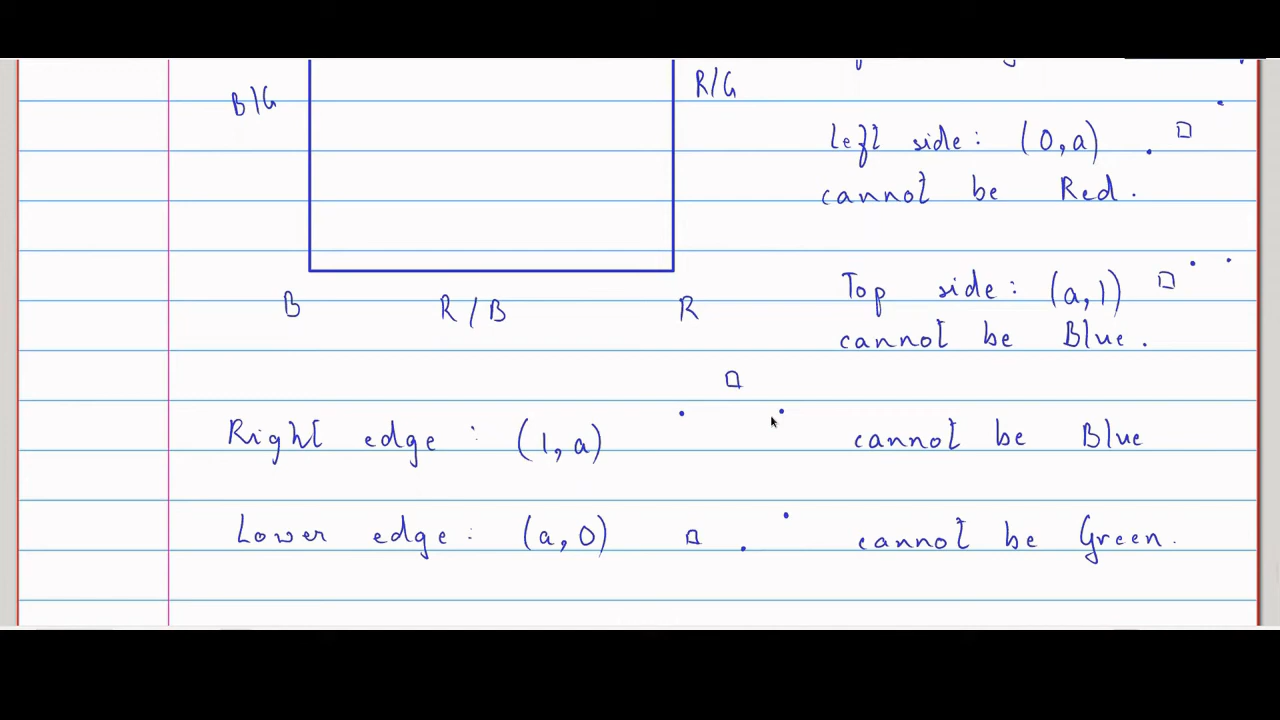 B/G
R/G
Left side: (0,a)
cannot be Red.
Top side: (a,1)
cannot be Blue.
B R/B R
Right edge: (1,a) cannot be Blue
Lower edge: (a,0) cannot be Green.